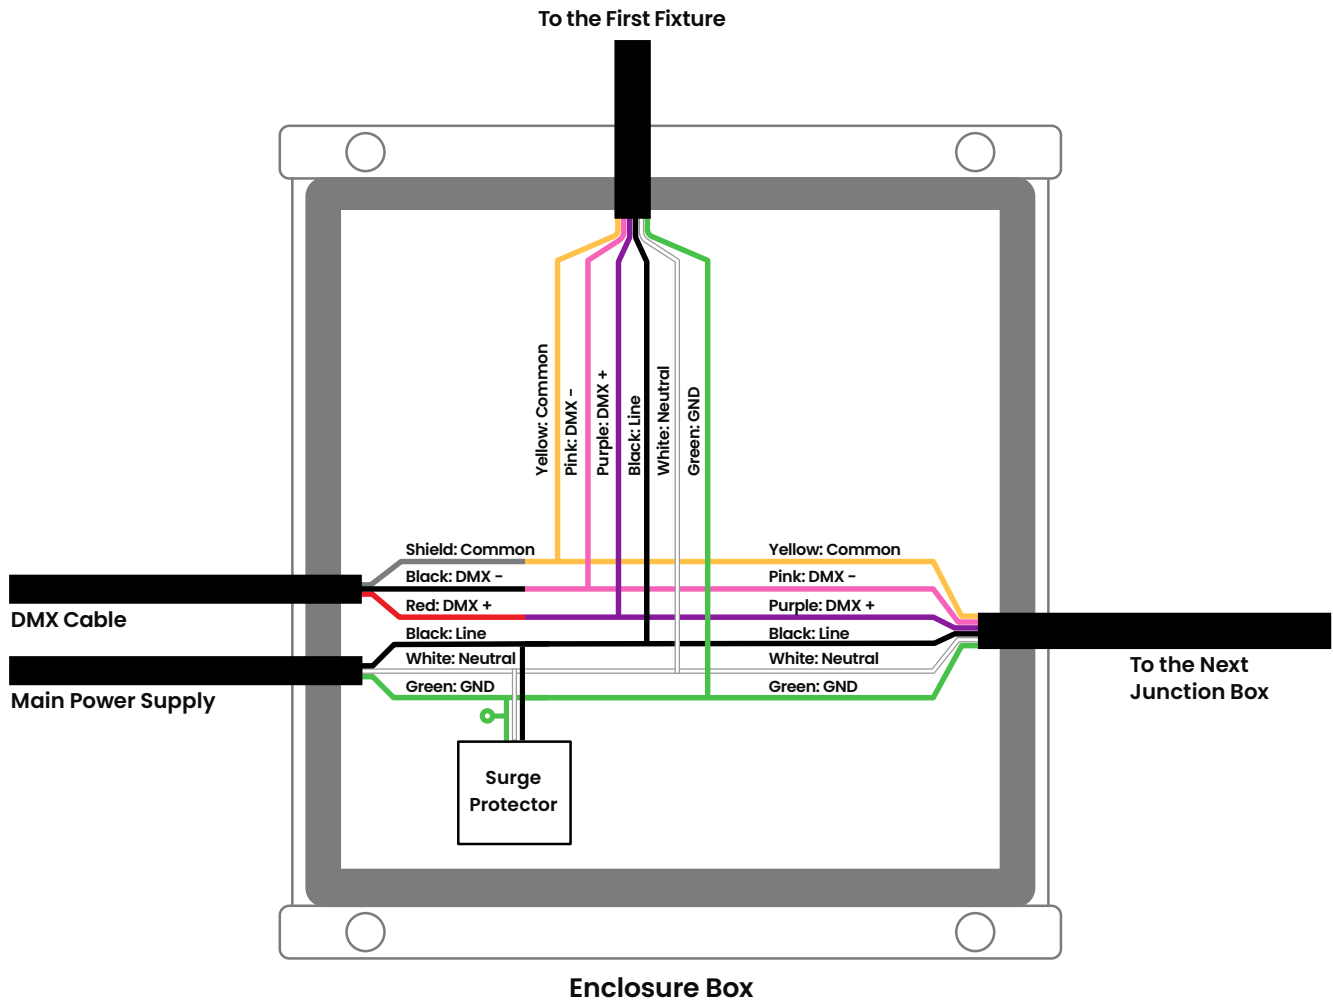 To the First Fixture
Yellow: Common
Pink: DMX -
Purple: DMX +
Black: Line
White: Neutral
Green: GND
Shield: Common
Black: DMX -
Red: DMX +
Black: Line
White: Neutral
Green: GND
Yellow: Common
Pink: DMX -
Purple: DMX +
Black: Line
White: Neutral
Green: GND
DMX Cable
Main Power Supply
To the Next
Junction Box
Surge
Protector
Enclosure Box